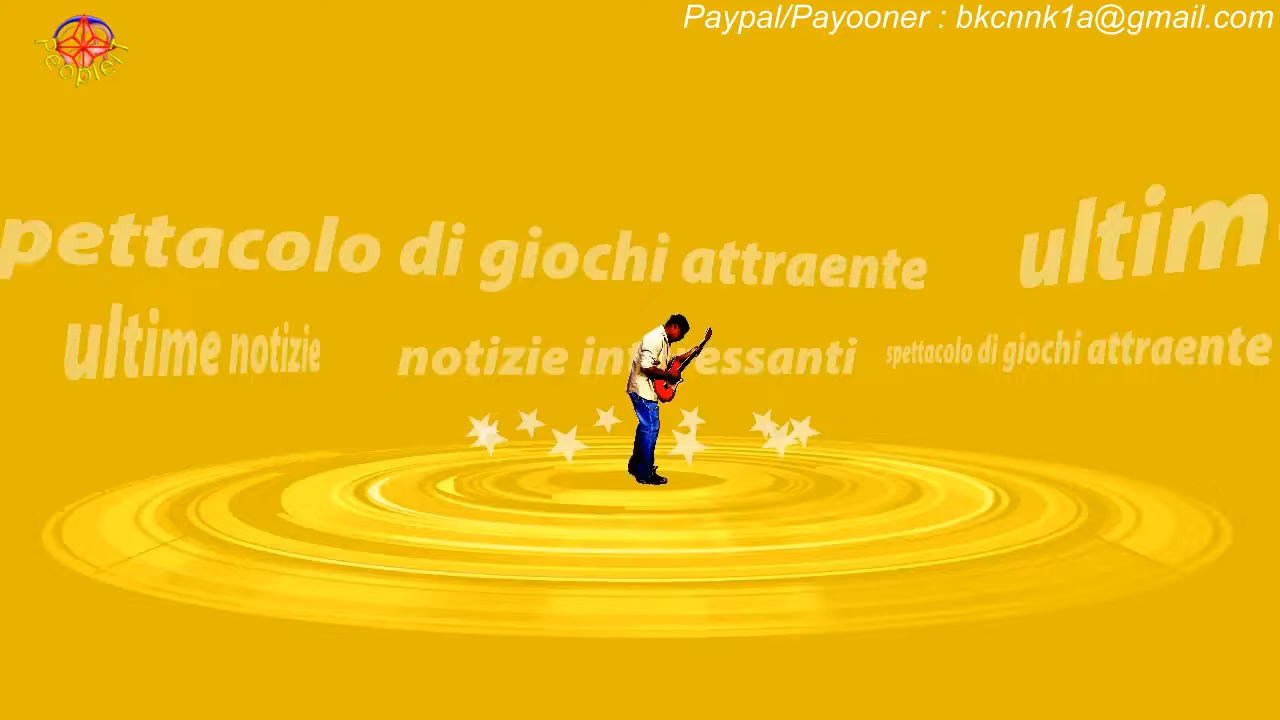 Paypal/Payooner : bkcnnk1a@gmail.com
PeopleTv
pettacolo di giochi attraente
ultim
ultime notizie
notizie in
essanti
spettacolo di giochi attraente